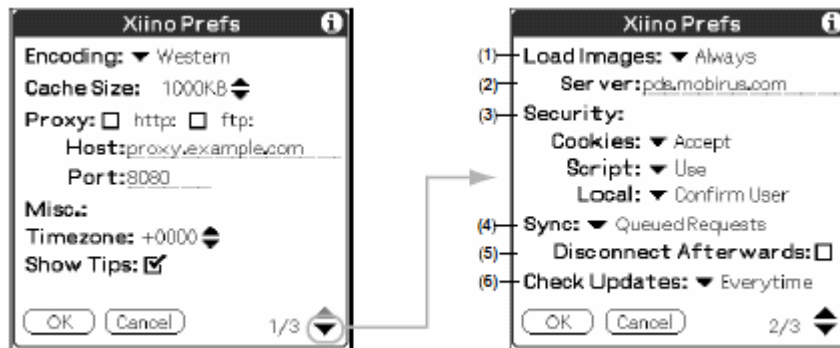 Xiino Prefs
Encoding: Western
Cache Size: 1000KB
Proxy: http: ftp:
Host:proxy.example.com
Port:8080
Misc.:
Timezone: +0000
Show Tips:
OK Cancel 1/3
Xiino Prefs
(1) Load Images: Always
(2) Server:pds.mobirus.com
(3) Security:
Cookies: Accept
Script: Use
Local: Confirm User
(4) Sync: Queued Requests
(5) Disconnect Afterwards:
(6) Check Updates: Everytime
OK Cancel 2/3